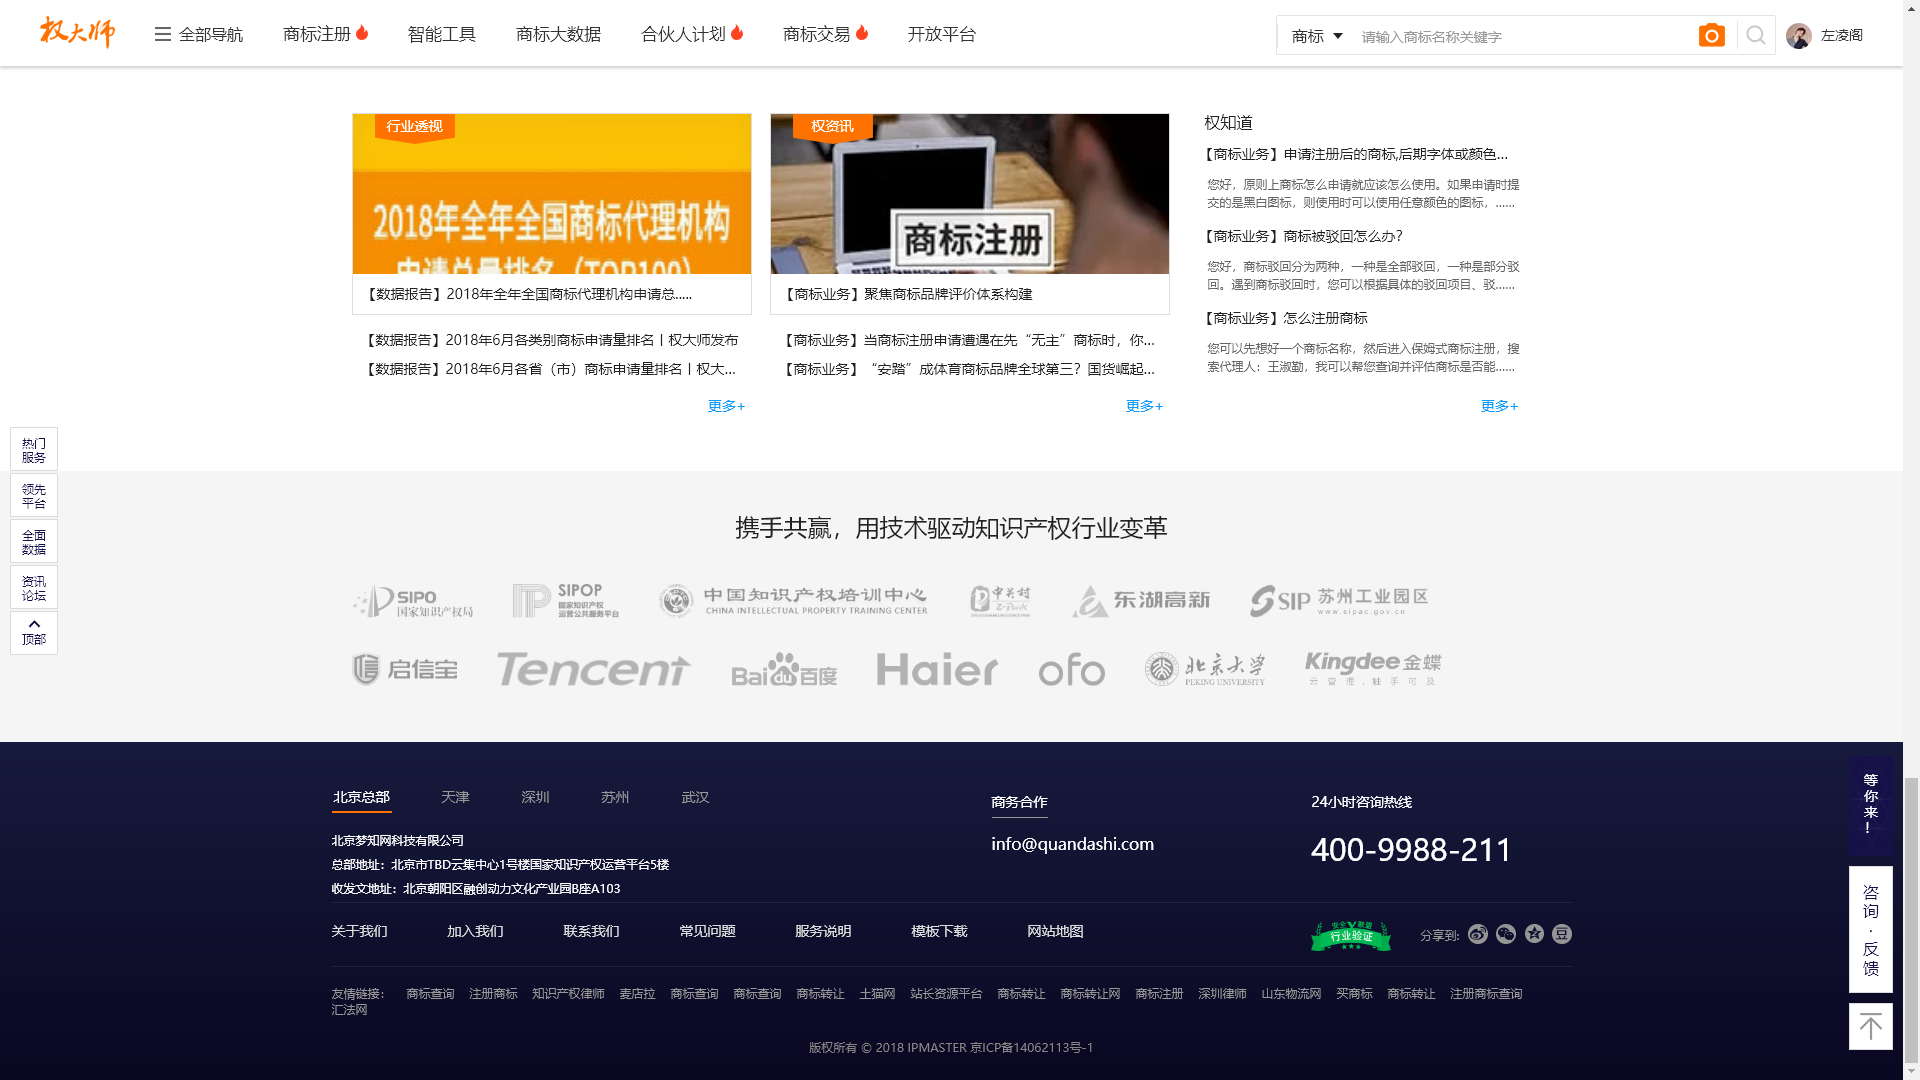 权大师
全部导航
商标注册
智能工具
商标大数据
合伙人计划
商标交易
开放平台
商标
请输入商标名称关键字
左凌阁
行业透视
2018年全年全国商标代理机构
申请总量排名（TOP100）
【数据报告】2018年全年全国商标代理机构申请总.....
【数据报告】2018年6月各类别商标申请量排名丨权大师发布
【数据报告】2018年6月各省（市）商标申请量排名丨权大...
更多+
权资讯
商标注册
【商标业务】聚焦商标品牌评价体系构建
【商标业务】当商标注册申请遭遇在先“无主”商标时，你...
【商标业务】“安踏”成体育商标品牌全球第三？国货崛起...
更多+
权知道
【商标业务】申请注册后的商标,后期字体或颜色...
您好，原则上商标怎么申请就应该怎么使用。如果申请时提
交的是黑白图标，则使用时可以使用任意颜色的图标，......
【商标业务】商标被驳回怎么办？
您好，商标驳回分为两种，一种是全部驳回，一种是部分驳
回。遇到商标驳回时，您可以根据具体的驳回项目、驳......
【商标业务】怎么注册商标
您可以先想好一个商标名称，然后进入保姆式商标注册，搜
索代理人：王淑勤，我可以帮您查询并评估商标是否能......
更多+
热门
服务
领先
平台
全面
数据
资讯
论坛
顶部
携手共赢，用技术驱动知识产权行业变革
SIPO
国家知识产权局
SIPOP
国家知识产权
运营公共服务平台
中国知识产权培训中心
CHINA INTELLECTUAL PROPERTY TRAINING CENTER
中关村
Z-Park
东湖高新
SIP 苏州工业园区
www.sipac.gov.cn
启信宝
Tencent
Baidu百度
Haier
ofo
北京大学
PEKING UNIVERSITY
Kingdee金蝶
云管理，触手可及
北京总部
天津
深圳
苏州
武汉
北京梦知网科技有限公司
总部地址：北京市TBD云集中心1号楼国家知识产权运营平台5楼
收发文地址：北京朝阳区融创动力文化产业园B座A103
商务合作
info@quandashi.com
24小时咨询热线
400-9988-211
关于我们
加入我们
联系我们
常见问题
服务说明
模板下载
网站地图
安全联盟
行业验证
分享到:
友情链接：
商标查询
注册商标
知识产权律师
麦店拉
商标查询
商标查询
商标转让
土猫网
站长资源平台
商标转让
商标转让网
商标注册
深圳律师
山东物流网
买商标
商标转让
注册商标查询
汇法网
版权所有 © 2018 IPMASTER 京ICP备14062113号-1
等你来！
咨询·反馈